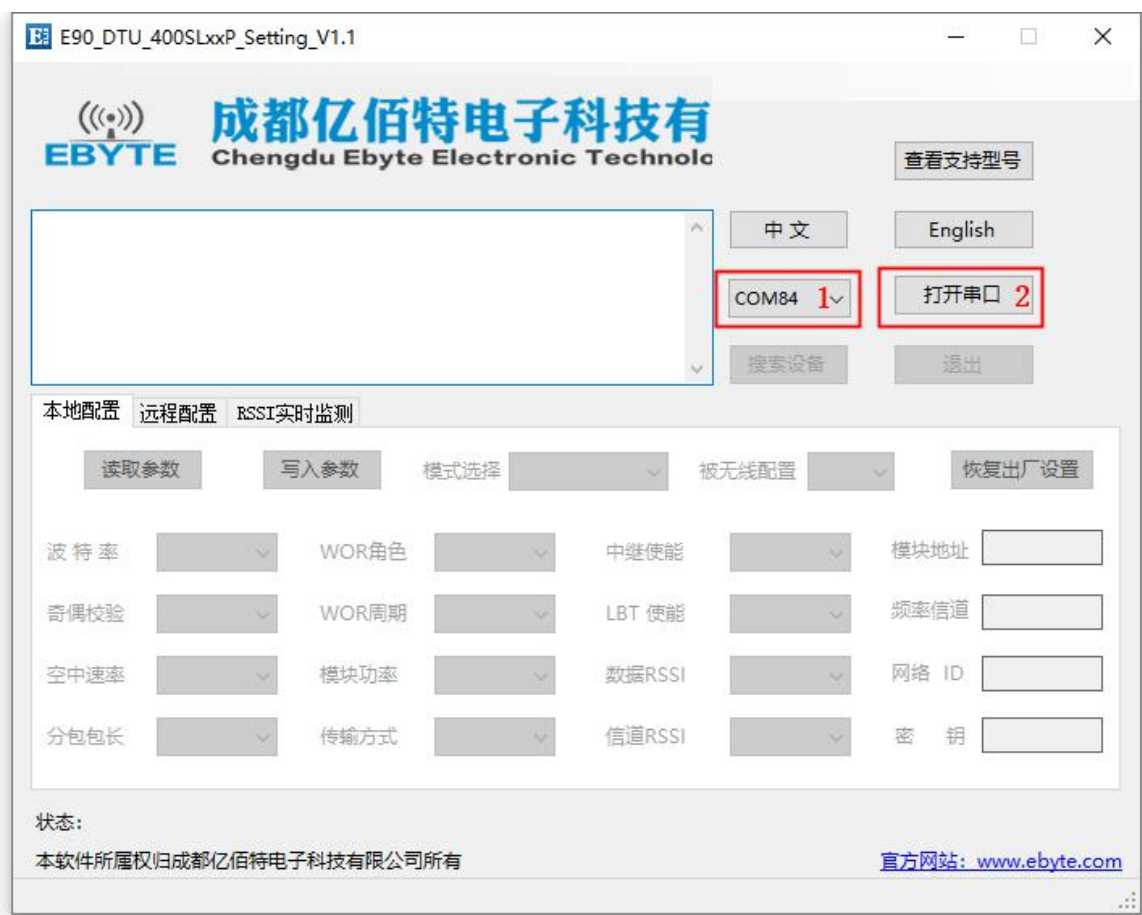 E90_DTU_400SLxxP_Setting_V1.1
EBYTE
成都亿佰特电子科技有
Chengdu Ebyte Electronic Technolo
查看支持型号
中 文
English
COM84 1
打开串口 2
搜索设备
退出
本地配置 远程配置 RSSI实时监测
读取参数 写入参数 模式选择 被无线配置 恢复出厂设置
波 特 率 WOR角色 中继使能 模块地址
奇偶校验 WOR周期 LBT 使能 频率信道
空中速率 模块功率 数据RSSI 网络 ID
分包包长 传输方式 信道RSSI 密 钥
状态:
本软件所属权归成都亿佰特电子科技有限公司所有
官方网站: www.ebyte.com